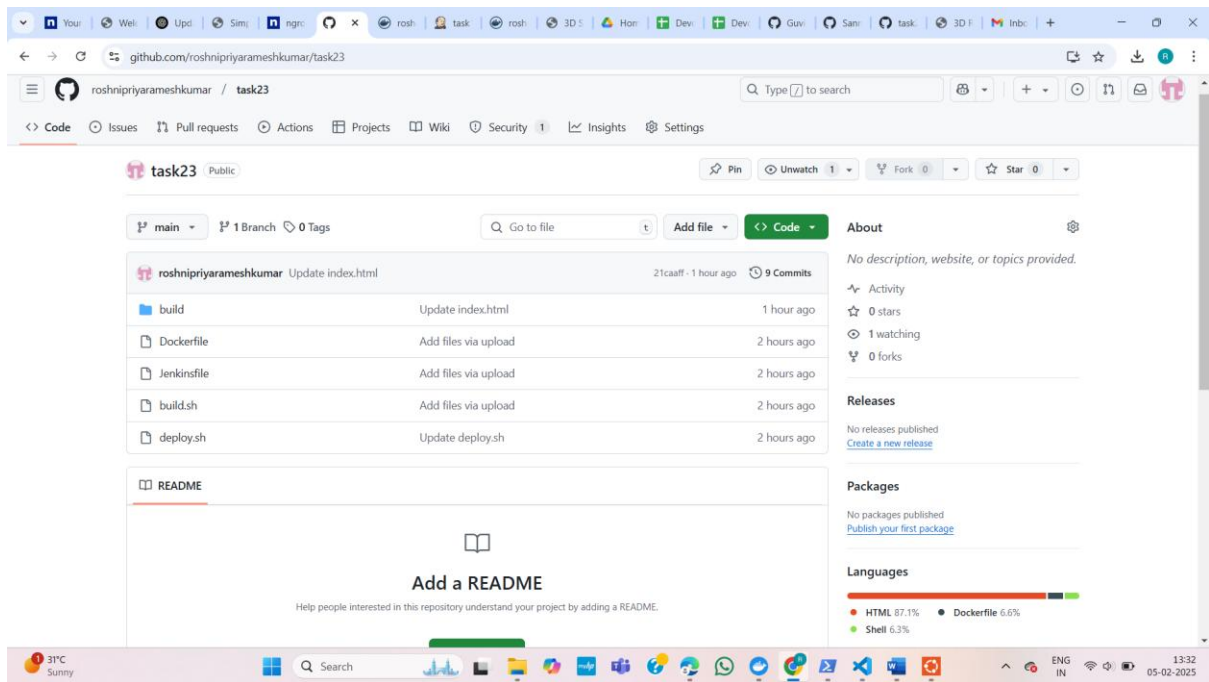 Your
Wel
Upd
Sim
ngro
rosh
task
rosh
3D S
Hom
Dev
Dev
Guvi
Sann
task
3D F
Inbo
github.com/roshnipriyarameshkumar/task23
R
roshnipriyarameshkumar / task23
Type / to search
Code Issues Pull requests Actions Projects Wiki Security 1 Insights Settings
task23 Public
Pin Unwatch 1 Fork 0 Star 0
main 1 Branch 0 Tags Go to file t Add file Code
roshnipriyarameshkumar Update index.html 21caaff · 1 hour ago 9 Commits
build Update index.html 1 hour ago
Dockerfile Add files via upload 2 hours ago
Jenkinsfile Add files via upload 2 hours ago
build.sh Add files via upload 2 hours ago
deploy.sh Update deploy.sh 2 hours ago
README
Add a README
Help people interested in this repository understand your project by adding a README.
About
No description, website, or topics provided.
Activity
0 stars
1 watching
0 forks
Releases
No releases published
Create a new release
Packages
No packages published
Publish your first package
Languages
HTML 87.1% Dockerfile 6.6%
Shell 6.3%
1
31°C
Sunny
Search
ENG
IN
13:32
05-02-2025